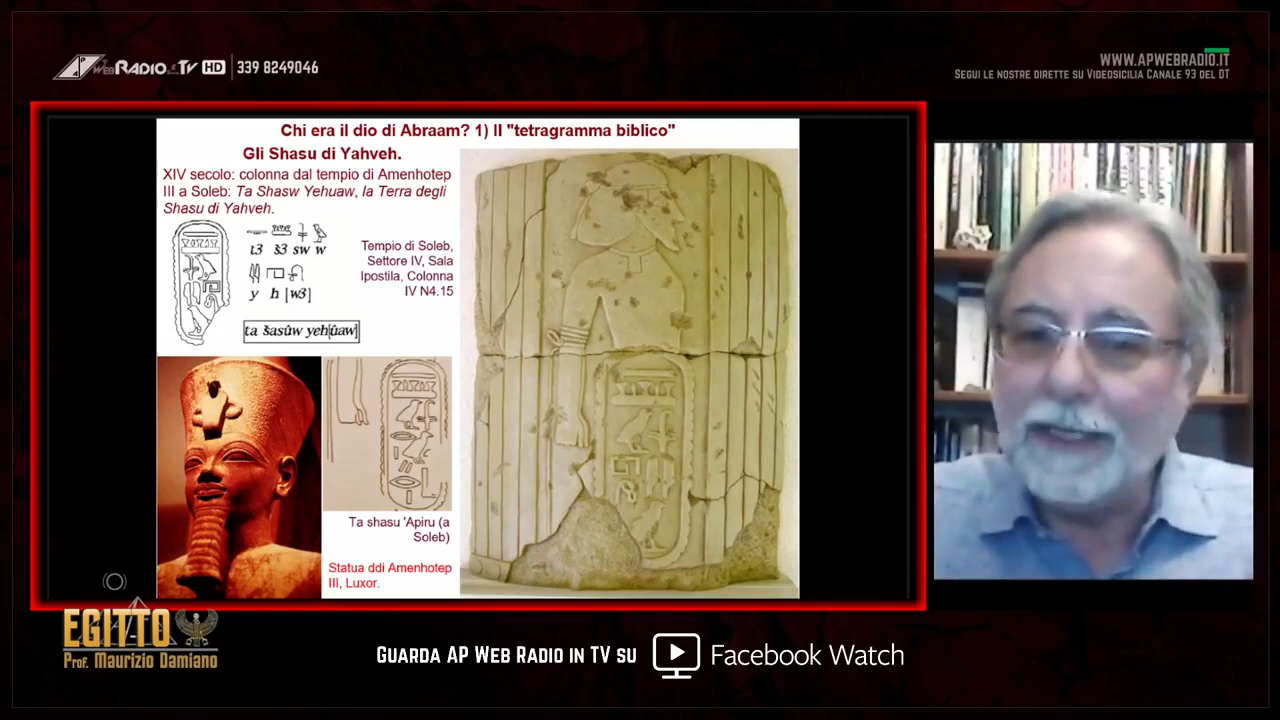 WEB RADIO E TV HD 339 8249046
WWW.APWEBRADIO.IT
SEGUI LE NOSTRE DIRETTE SU VIDEOSICILIA CANALE 93 DEL DT
Chi era il dio di Abraam? 1) Il "tetragramma biblico"
Gli Shasu di Yahveh.
XIV secolo: colonna dal tempio di Amenhotep
III a Soleb: Ta Shasw Yehuaw, la Terra degli
Shasu di Yahveh.
t3 š3 sw w
y h [w3]
ta šasûw yeh[ûaw]
Tempio di Soleb,
Settore IV, Sala
Ipostila, Colonna
IV N4.15
Ta shasu 'Apiru (a
Soleb)
Statua ddi Amenhotep
III, Luxor.
EGITTO
Prof. Maurizio Damiano
GUARDA AP WEB RADIO IN TV SU
Facebook Watch